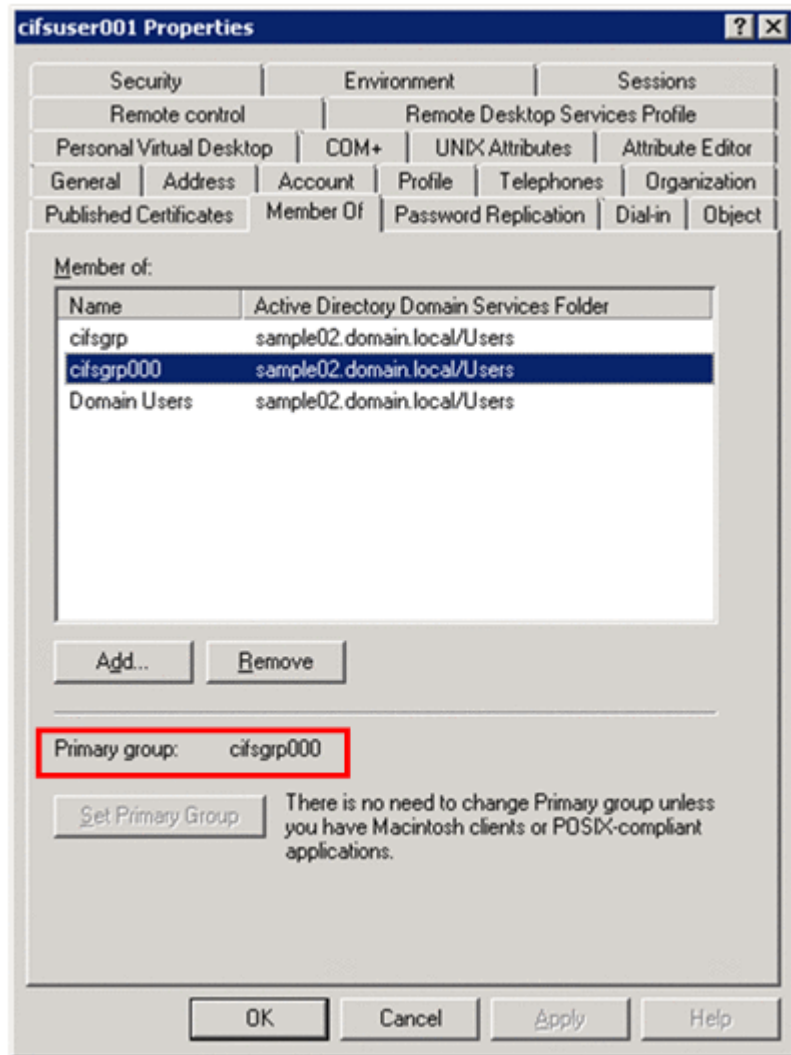 cifsuser001 Properties
Security Environment Sessions
Remote control Remote Desktop Services Profile
Personal Virtual Desktop COM+ UNIX Attributes Attribute Editor
General Address Account Profile Telephones Organization
Published Certificates Member Of Password Replication Dial-in Object
Member of:
Name Active Directory Domain Services Folder
cifsgrp sample02.domain.local/Users
cifsgrp000 sample02.domain.local/Users
Domain Users sample02.domain.local/Users
Add... Remove
Primary group: cifsgrp000
Set Primary Group
There is no need to change Primary group unless
you have Macintosh clients or POSIX-compliant
applications.
OK Cancel Apply Help